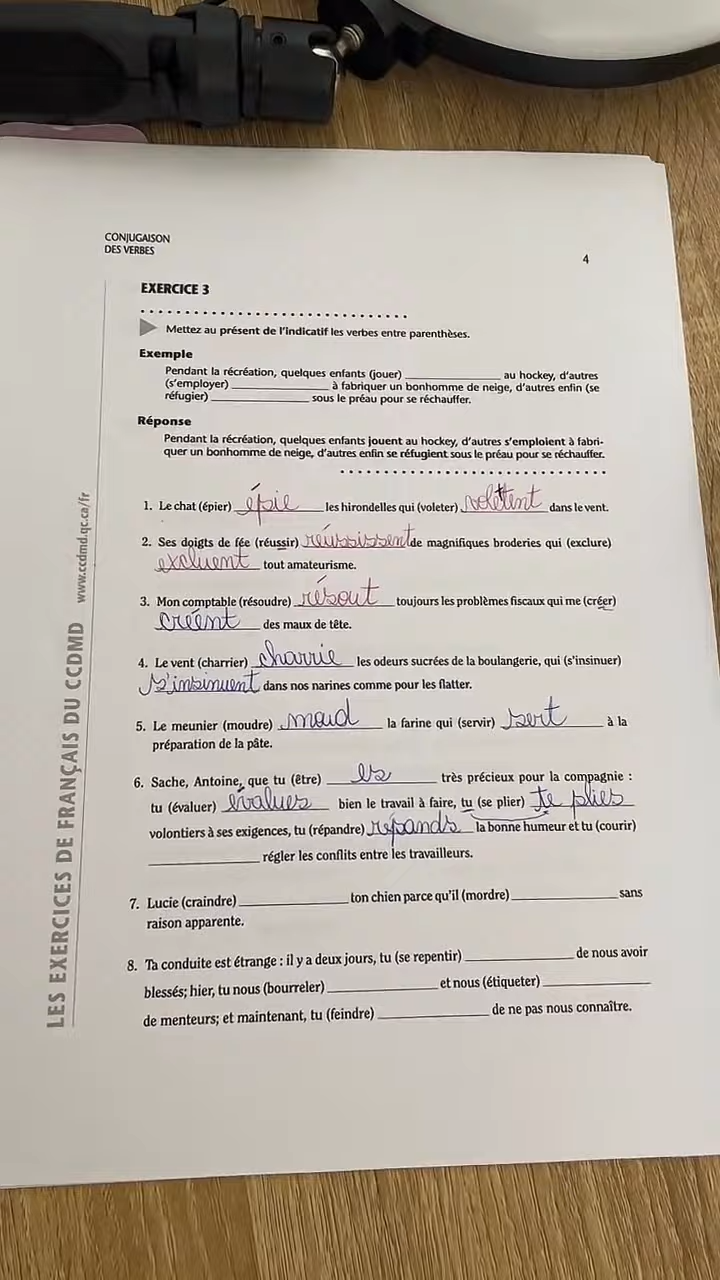 CONJUGAISON
DES VERBES
4
EXERCICE 3
Mettez au présent de l'indicatif les verbes entre parenthèses.
Exemple
Pendant la récréation, quelques enfants (jouer) ____________ au hockey, d'autres
(s'employer) ____________ à fabriquer un bonhomme de neige, d'autres enfin (se
réfugier) ____________ sous le préau pour se réchauffer.
Réponse
Pendant la récréation, quelques enfants jouent au hockey, d'autres s'emploient à fabri-
quer un bonhomme de neige, d'autres enfin se réfugient sous le préau pour se réchauffer.
1. Le chat (épier) épie les hirondelles qui (voleter) volettent dans le vent.
2. Ses doigts de fée (réussir) réussissent de magnifiques broderies qui (exclure)
excluent tout amateurisme.
3. Mon comptable (résoudre) résout toujours les problèmes fiscaux qui me (créer)
créent des maux de tête.
4. Le vent (charrier) charrie les odeurs sucrées de la boulangerie, qui (s'insinuer)
s'insinuent dans nos narines comme pour les flatter.
5. Le meunier (moudre) moud la farine qui (servir) sert à la
préparation de la pâte.
6. Sache, Antoine, que tu (être) es très précieux pour la compagnie :
tu (évaluer) évalues bien le travail à faire, tu (se plier) te plies
volontiers à ses exigences, tu (répandre) répands la bonne humeur et tu (courir)
____________ régler les conflits entre les travailleurs.
7. Lucie (craindre) ____________ ton chien parce qu'il (mordre) ____________ sans
raison apparente.
8. Ta conduite est étrange : il y a deux jours, tu (se repentir) ____________ de nous avoir
blessés; hier, tu nous (bourreler) ____________ et nous (étiqueter) ____________
de menteurs; et maintenant, tu (feindre) ____________ de ne pas nous connaître.
LES EXERCICES DE FRANÇAIS DU CCDMD www.ccdmd.qc.ca/fr